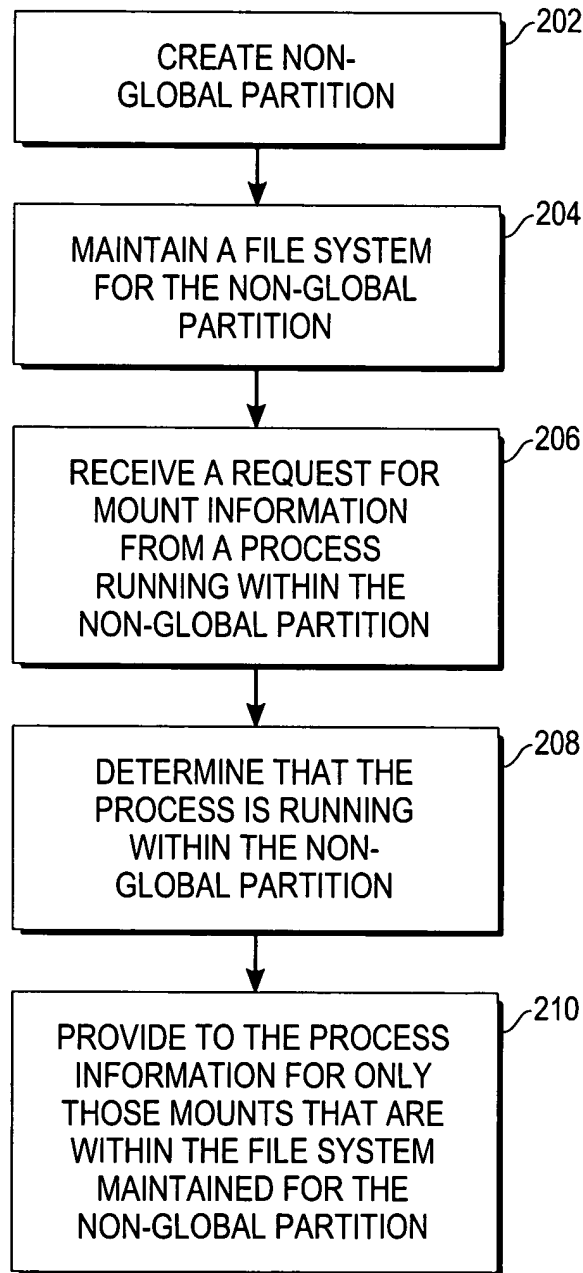 202
CREATE NON-
GLOBAL PARTITION
204
MAINTAIN A FILE SYSTEM
FOR THE NON-GLOBAL
PARTITION
206
RECEIVE A REQUEST FOR
MOUNT INFORMATION
FROM A PROCESS
RUNNING WITHIN THE
NON-GLOBAL PARTITION
208
DETERMINE THAT THE
PROCESS IS RUNNING
WITHIN THE NON-
GLOBAL PARTITION
210
PROVIDE TO THE PROCESS
INFORMATION FOR ONLY
THOSE MOUNTS THAT ARE
WITHIN THE FILE SYSTEM
MAINTAINED FOR THE
NON-GLOBAL PARTITION